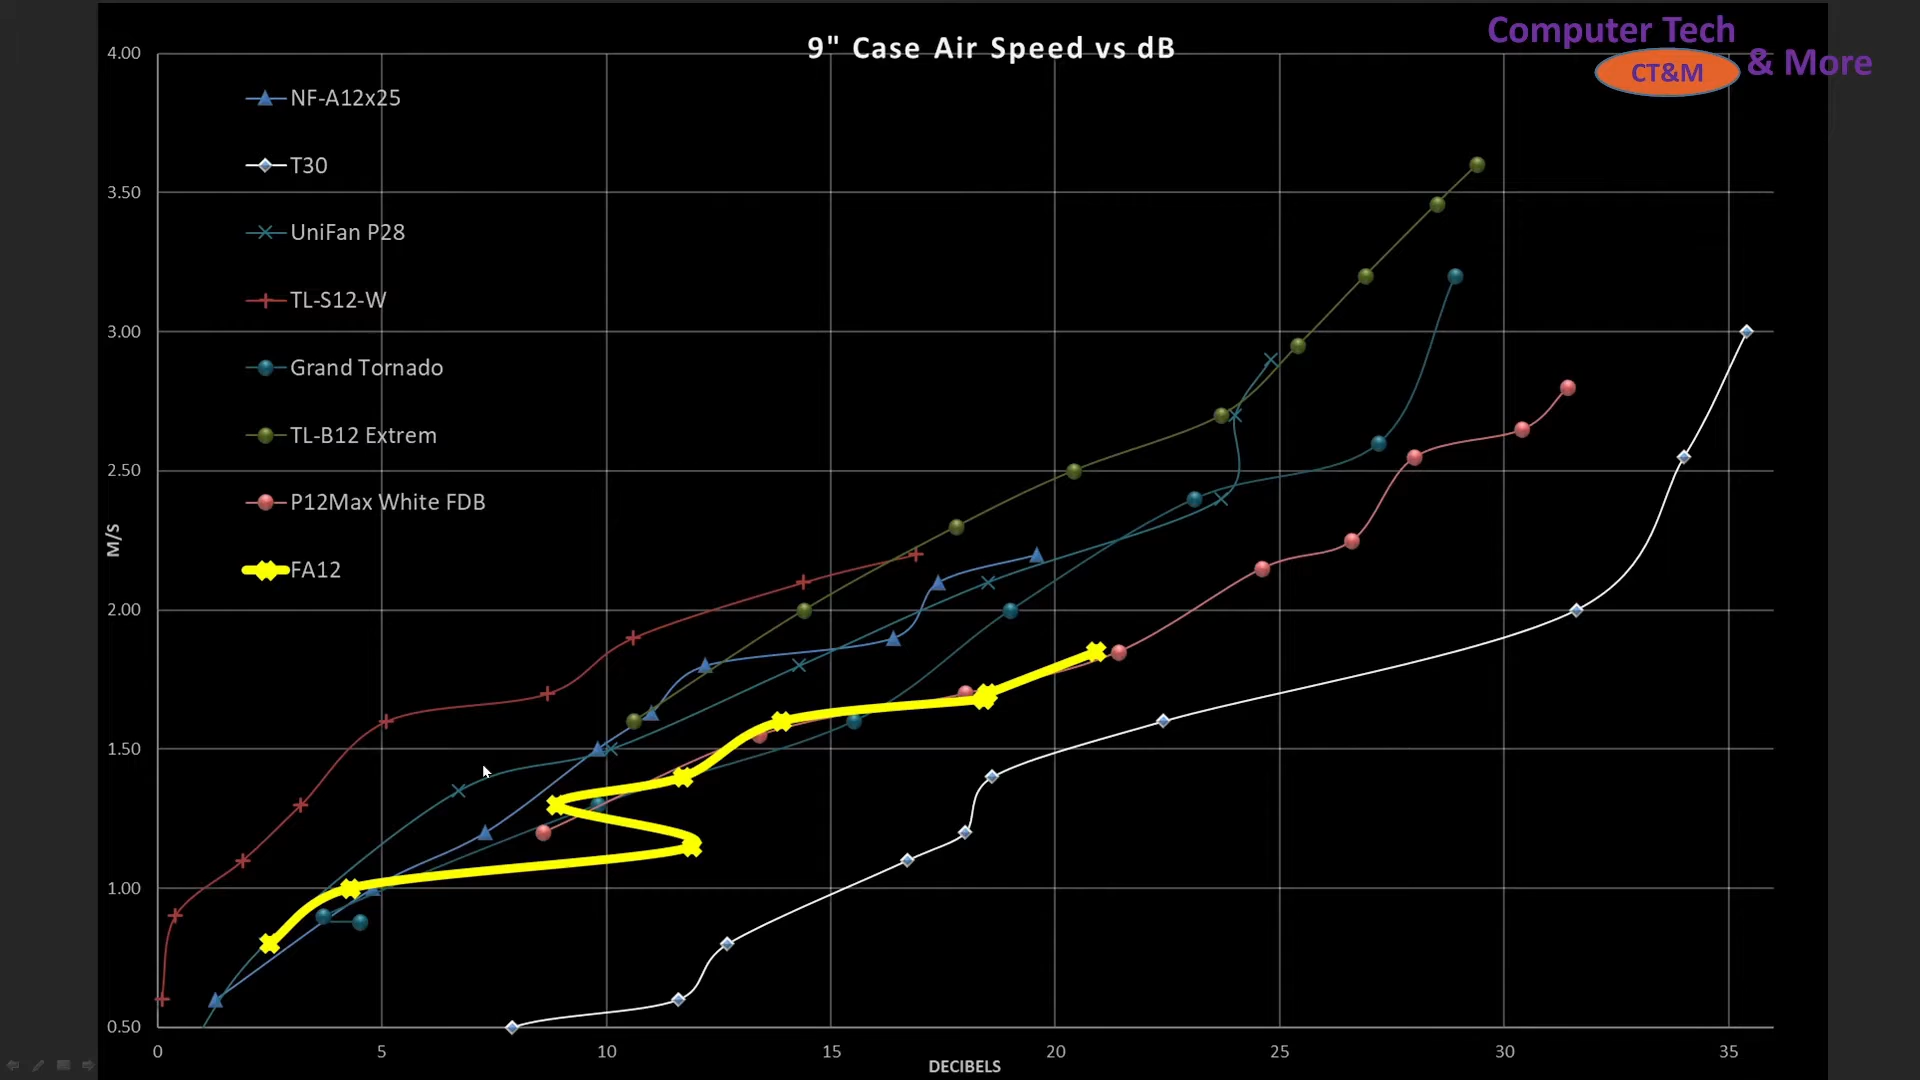 9" Case Air Speed vs dB
Computer Tech
CT&M
& More
4.00
3.50
3.00
2.50
2.00
1.50
1.00
0.50
M/S
NF-A12x25
T30
UniFan P28
TL-S12-W
Grand Tornado
TL-B12 Extrem
P12Max White FDB
FA12
0 5 10 15 20 25 30 35
DECIBELS